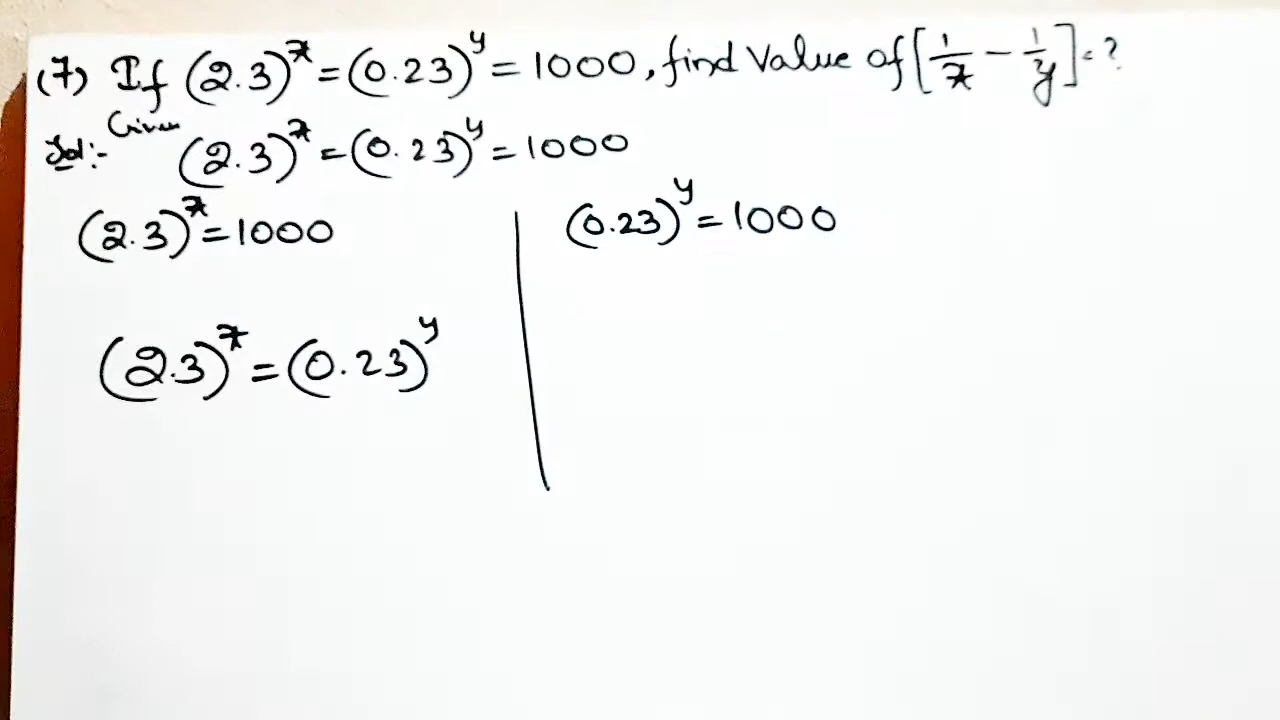 (7) If (2.3)^x = (0.23)^y = 1000, find Value of [1/x - 1/y] = ?
Sol:- Given (2.3)^x = (0.23)^y = 1000
(2.3)^x = 1000 (0.23)^y = 1000
(2.3)^x = (0.23)^y